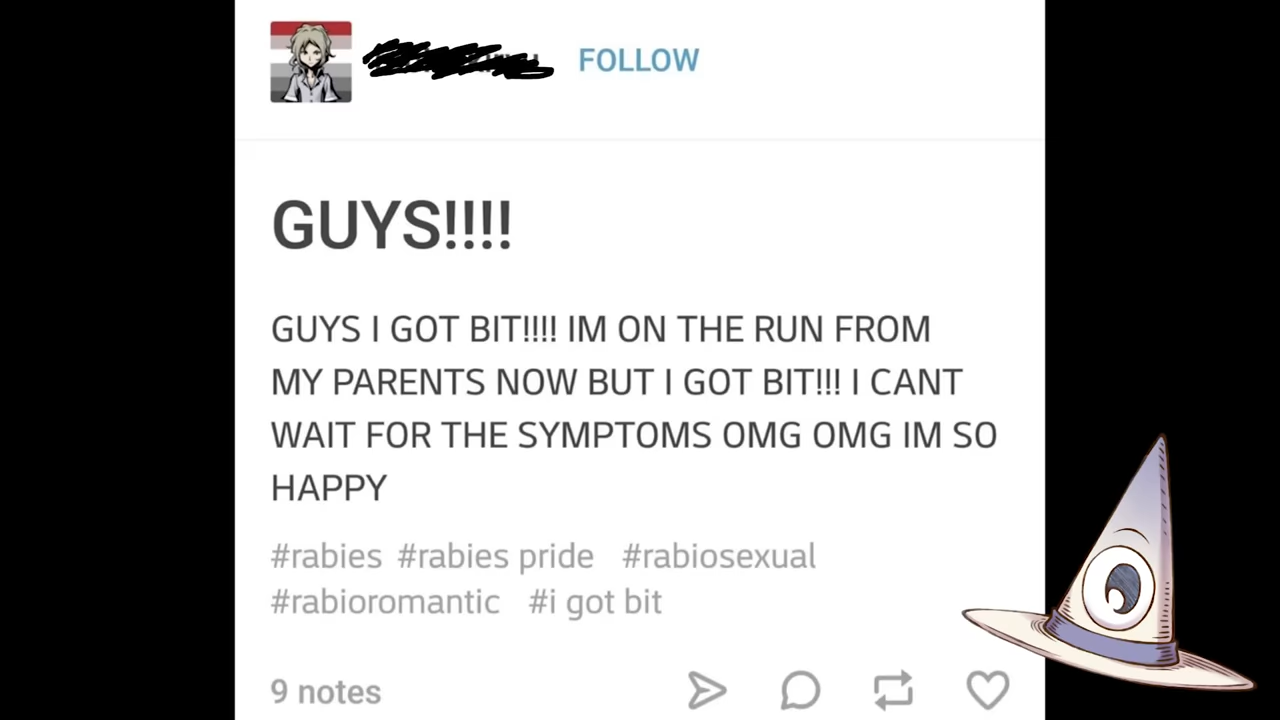 FOLLOW
GUYS!!!!
GUYS I GOT BIT!!!! IM ON THE RUN FROM
MY PARENTS NOW BUT I GOT BIT!!! I CANT
WAIT FOR THE SYMPTOMS OMG OMG IM SO
HAPPY
#rabies #rabies pride #rabiosexual
#rabioromantic #i got bit
9 notes